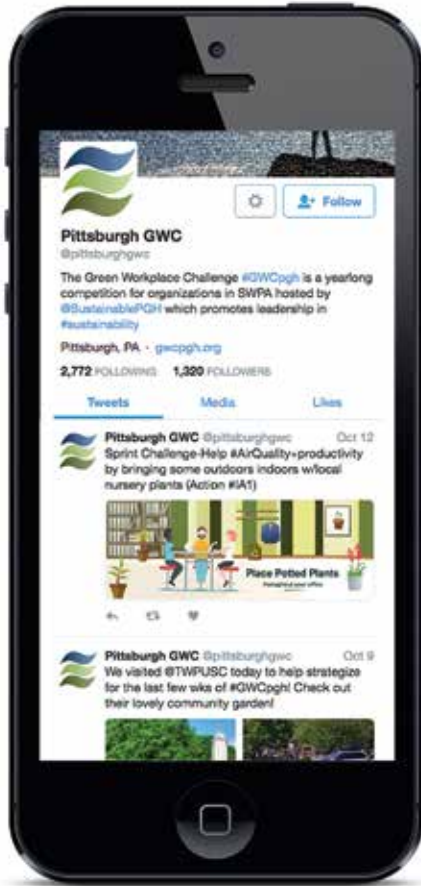 Follow
Pittsburgh GWC
@pittsburghgwc
The Green Workplace Challenge #GWCpgh is a yearlong
competition for organizations in SWPA hosted by
@SustainablePGH which promotes leadership in
#sustainability
Pittsburgh, PA · gwcpgh.org
2,772 FOLLOWING 1,320 FOLLOWERS
Tweets Media Likes
Pittsburgh GWC @pittsburghgwc Oct 12
Sprint Challenge-Help #AirQuality+productivity
by bringing some outdoors indoors w/local
nursery plants (Action #IA1)
Place Potted Plants
throughout your office
Pittsburgh GWC @pittsburghgwc Oct 9
We visited @TWPUSC today to help strategize
for the last few wks of #GWCpgh! Check out
their lovely community garden!